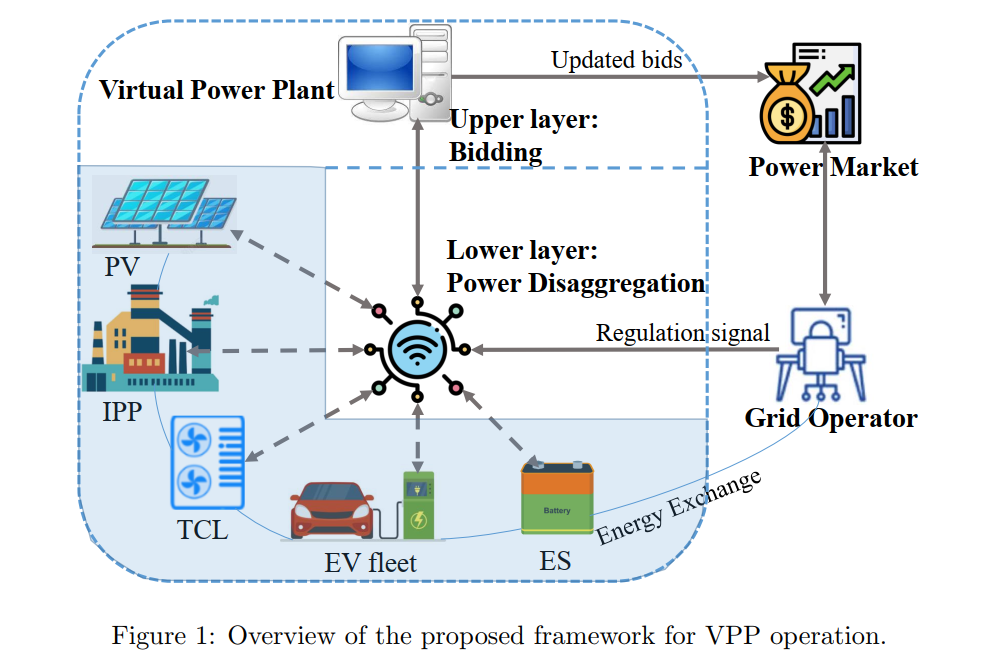 Updated bids
Virtual Power Plant
Upper layer:
Bidding
Power Market
Lower layer:
Power Disaggregation
PV
Regulation signal
IPP
Grid Operator
TCL
Battery
Energy Exchange
EV fleet
ES
Figure 1: Overview of the proposed framework for VPP operation.